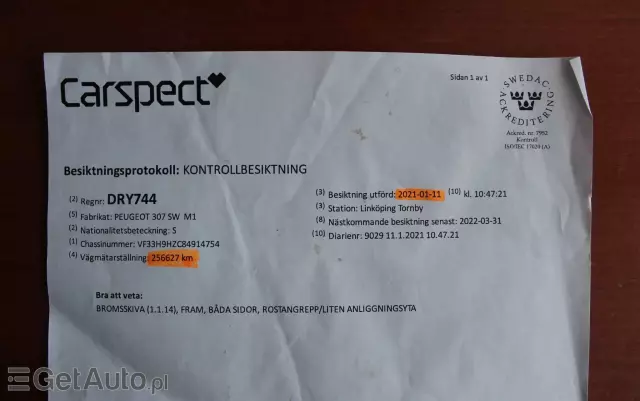 Carspect
Sidan 1 av 1
SWEDAC
ACKREDITERING
Ackred. nr. 7992
Kontroll
ISO/IEC 17020 (A)
Besiktningsprotokoll: KONTROLLBESIKTNING
(2) Regnr: DRY744
(5) Fabrikat: PEUGEOT 307 SW M1
(2) Nationalitetsbeteckning: S
(1) Chassinummer: VF33H9HZC84914754
(4) Vägmätarställning: 256627 km
(3) Besiktning utförd: 2021-01-11 (10) kl. 10:47:21
(3) Station: Linköping Tornby
(8) Nästkommande besiktning senast: 2022-03-31
(10) Diarienr: 9029 11.1.2021 10.47.21
Bra att veta:
BROMSSKIVA (1.1.14), FRAM, BÅDA SIDOR, ROSTANGREPP/LITEN ANLIGGNINGSYTA
GetAuto.pl